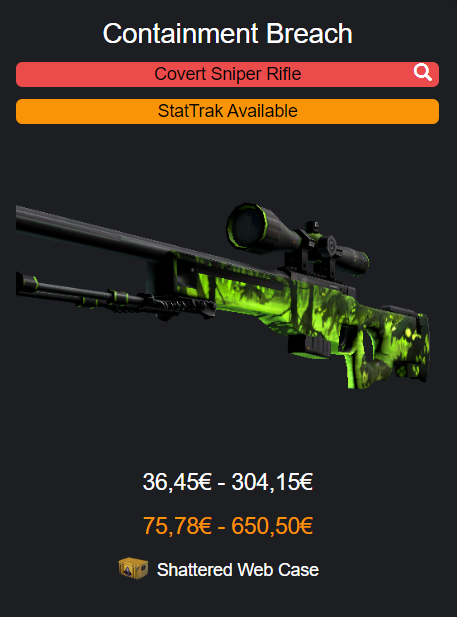 Containment Breach
Covert Sniper Rifle
StatTrak Available
36,45€ - 304,15€
75,78€ - 650,50€
Shattered Web Case